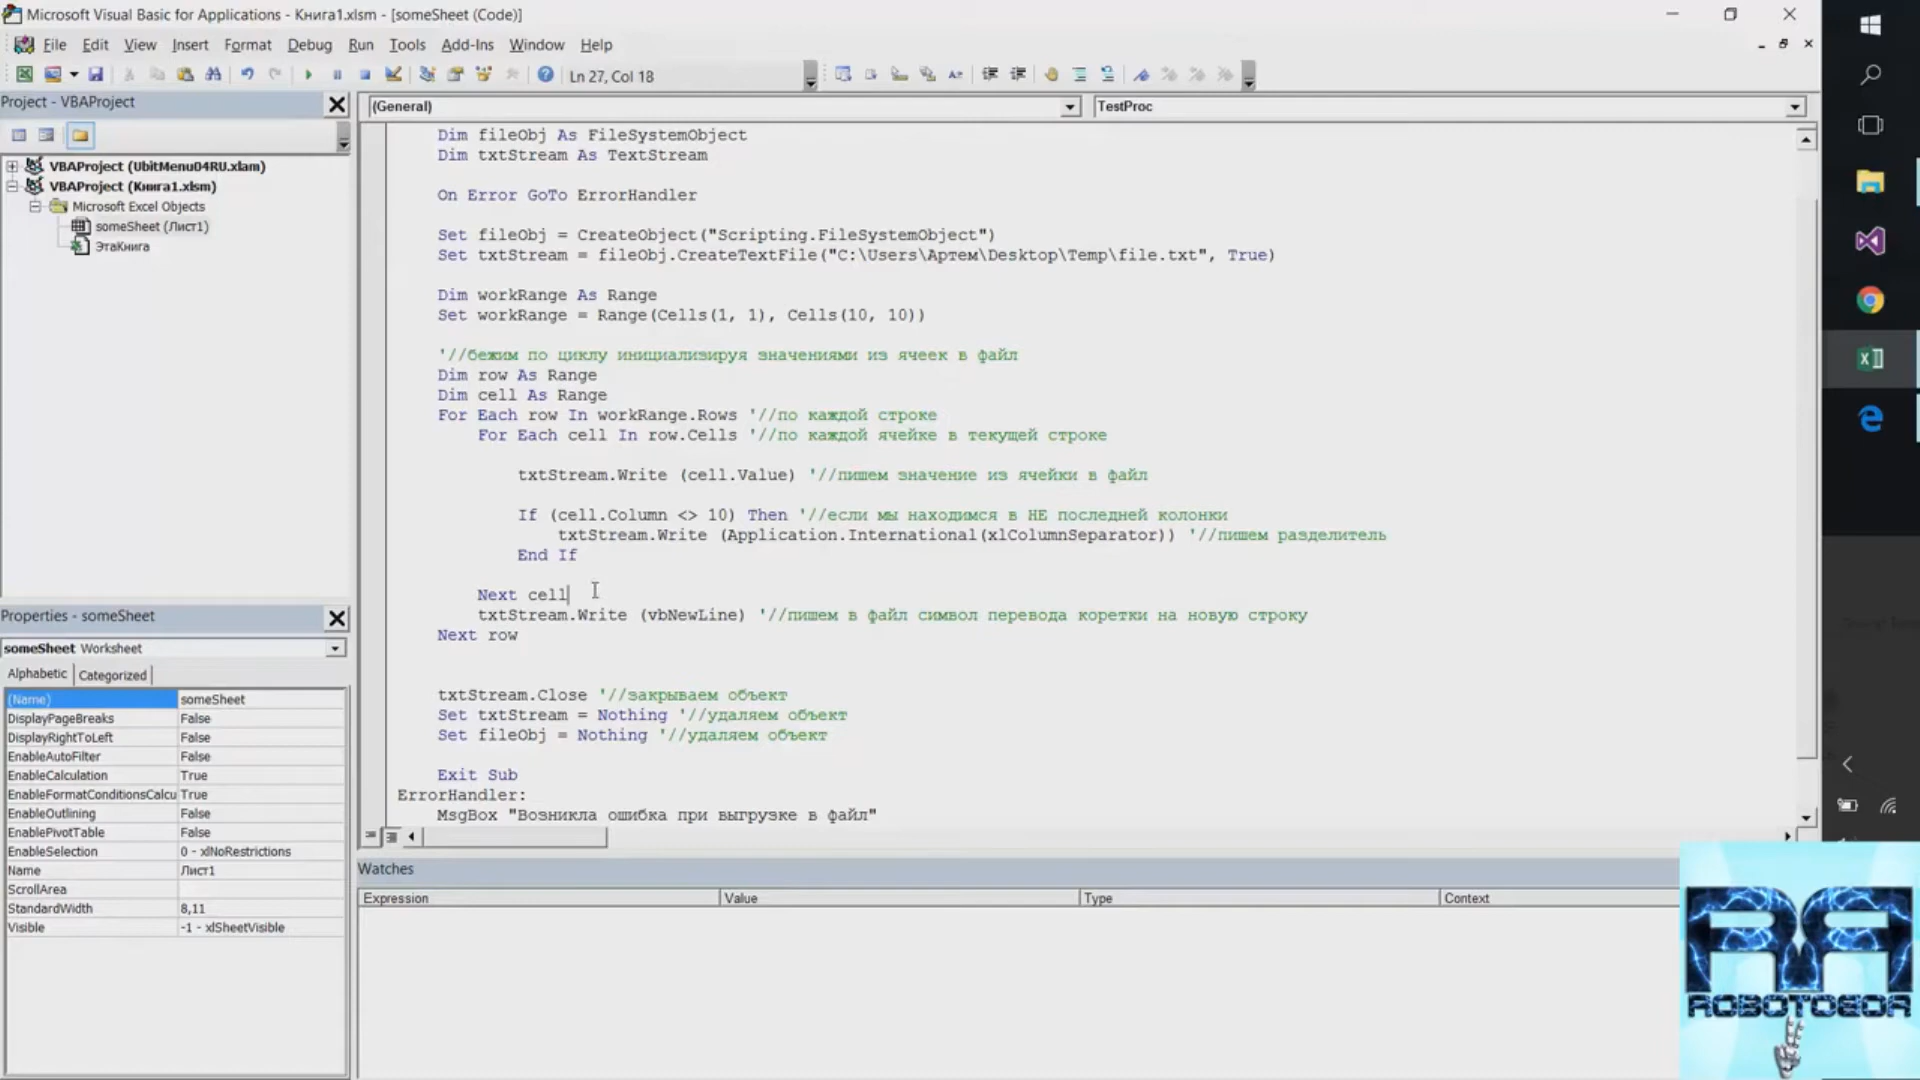 Microsoft Visual Basic for Applications - Книга1.xlsm - [someSheet (Code)]
File Edit View Insert Format Debug Run Tools Add-Ins Window Help
Ln 27, Col 18
Project - VBAProject
(General)
TestProc
VBAProject (UbitMenu04RU.xlam)
VBAProject (Книга1.xlsm)
Microsoft Excel Objects
someSheet (Лист1)
ЭтаКнига
Dim fileObj As FileSystemObject
Dim txtStream As TextStream
On Error GoTo ErrorHandler
Set fileObj = CreateObject("Scripting.FileSystemObject")
Set txtStream = fileObj.CreateTextFile("C:\Users\Артем\Desktop\Temp\file.txt", True)
Dim workRange As Range
Set workRange = Range(Cells(1, 1), Cells(10, 10))
'//бежим по циклу инициализируя значениями из ячеек в файл
Dim row As Range
Dim cell As Range
For Each row In workRange.Rows '//по каждой строке
For Each cell In row.Cells '//по каждой ячейке в текущей строке
txtStream.Write (cell.Value) '//пишем значение из ячейки в файл
If (cell.Column <> 10) Then '//если мы находимся в НЕ последней колонки
txtStream.Write (Application.International(xlColumnSeparator)) '//пишем разделитель
End If
Next cell
txtStream.Write (vbNewLine) '//пишем в файл символ перевода коретки на новую строку
Next row
txtStream.Close '//закрываем объект
Set txtStream = Nothing '//удаляем объект
Set fileObj = Nothing '//удаляем объект
Exit Sub
ErrorHandler:
MsgBox "Возникла ошибка при выгрузке в файл"
Properties - someSheet
someSheet Worksheet
Alphabetic Categorized
(Name) someSheet
DisplayPageBreaks False
DisplayRightToLeft False
EnableAutoFilter False
EnableCalculation True
EnableFormatConditionsCalcu True
EnableOutlining False
EnablePivotTable False
EnableSelection 0 - xlNoRestrictions
Name Лист1
ScrollArea
StandardWidth 8,11
Visible -1 - xlSheetVisible
Watches
Expression Value Type Context